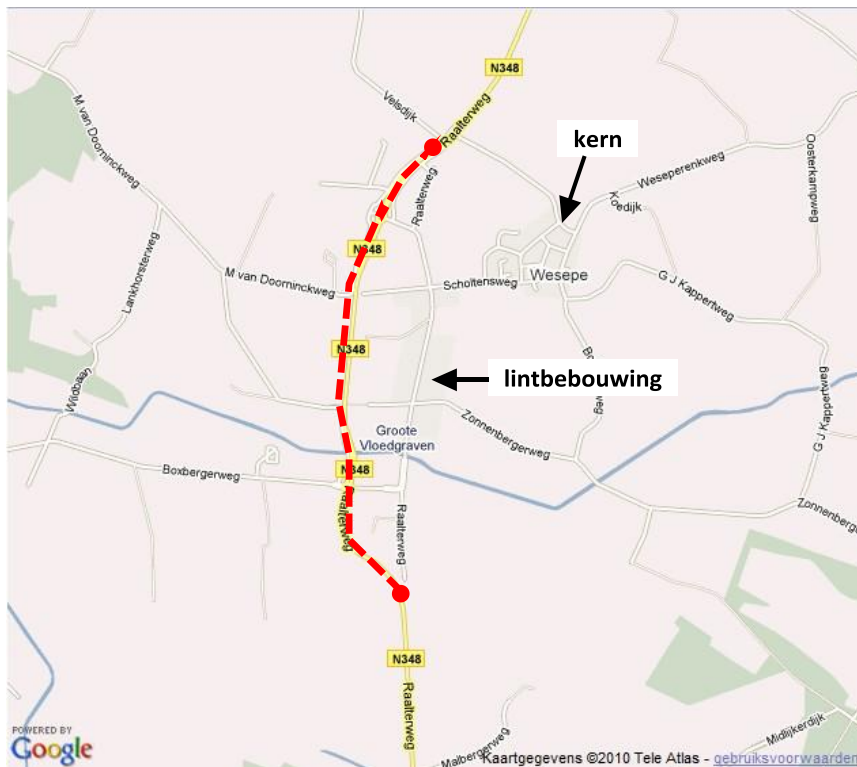 N348
M van Doorninckweg
Velsdijk
Raalterweg
kern
Oosterkampweg
Weseperenkweg
Raalterweg
Koedijk
Lankhorsterweg
N348
M van Doorninckweg
Scholtensweg
Wesepe
G J Kappertweg
N348
lintbebouwing
Wildbaan
Zonnenbergerweg
G J Kappertweg
Groote
Vloedgraven
Boxbergerweg
N348
Raalterweg
Raalterweg
Zonnenberge
N348
Raalterweg
Midlijkerdijk
Malbergerweg
POWERED BY
Google
Kaartgegevens ©2010 Tele Atlas - gebruiksvoorwaarden